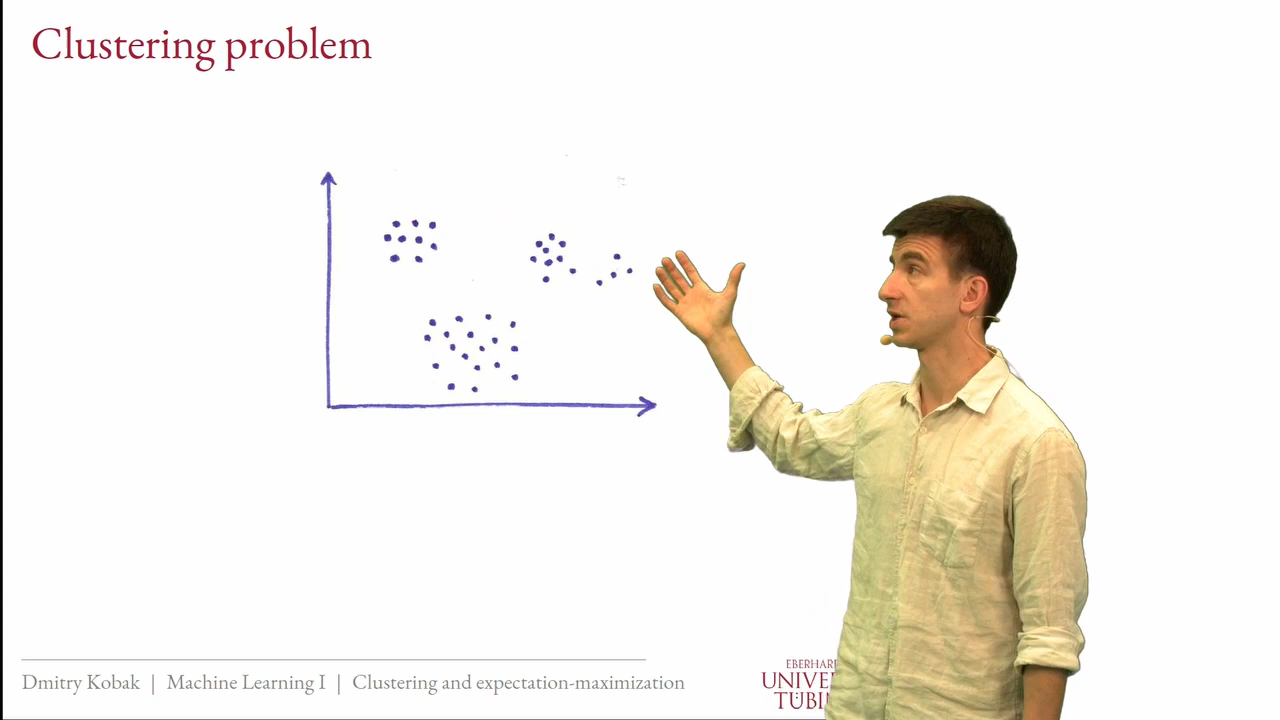 Clustering problem
Dmitry Kobak | Machine Learning I | Clustering and expectation-maximization